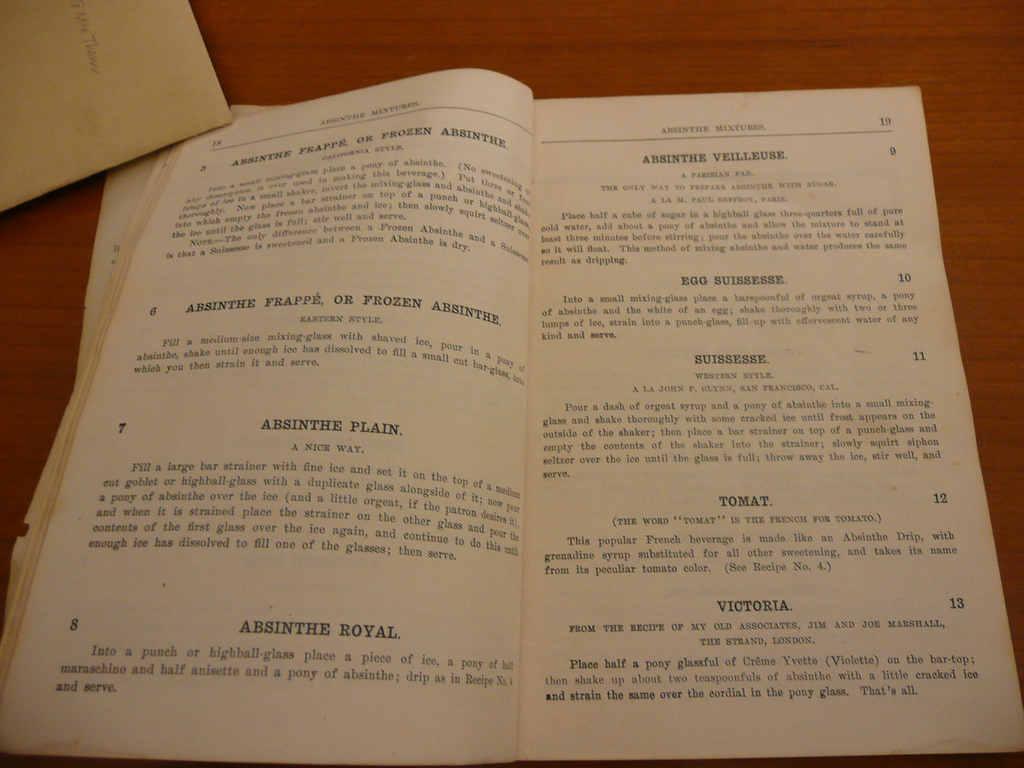 18
ABSINTHE MIXTURES.
5
ABSINTHE FRAPPÉ, OR FROZEN ABSINTHE.
CALIFORNIA STYLE.
Into a small mixing-glass place a pony of absinthe. (No sweetening of
any description is ever used in making this beverage.) Put three or four
lumps of ice in a small shaker, invert the mixing-glass and absinthe and shake
thoroughly. Now place a bar strainer on top of a punch or highball-glass,
into which empty the frozen absinthe and ice; then slowly squirt seltzer over
the ice until the glass is full; stir well and serve.
NOTE.—The only difference between a Frozen Absinthe and a Suissesse
is that a Suissesse is sweetened and a Frozen Absinthe is dry.
6
ABSINTHE FRAPPÉ, OR FROZEN ABSINTHE.
EASTERN STYLE.
Fill a medium-size mixing-glass with shaved ice, pour in a pony of
absinthe, shake until enough ice has dissolved to fill a small cut bar-glass, into
which you then strain it and serve.
7
ABSINTHE PLAIN.
A NICE WAY.
Fill a large bar strainer with fine ice and set it on the top of a medium
cut goblet or highball-glass with a duplicate glass alongside of it; now pour
a pony of absinthe over the ice (and a little orgeat, if the patron desires it),
and when it is strained place the strainer on the other glass and pour the
contents of the first glass over the ice again, and continue to do this until
enough ice has dissolved to fill one of the glasses; then serve.
8
ABSINTHE ROYAL.
Into a punch or highball-glass place a piece of ice, a pony of half
maraschino and half anisette and a pony of absinthe; drip as in Recipe No. 4
and serve.
ABSINTHE MIXTURES.
19
ABSINTHE VEILLEUSE.
9
A PARISIAN FAD.
THE ONLY WAY TO PREPARE ABSINTHE WITH SUGAR.
A LA M. PAUL GEFFROY, PARIS.
Place half a cube of sugar in a highball glass three-quarters full of pure
cold water, add about a pony of absinthe and allow the mixture to stand at
least three minutes before stirring; pour the absinthe over the water carefully
so it will float. This method of mixing absinthe and water produces the same
result as dripping.
EGG SUISSESSE.
10
Into a small mixing-glass place a barspoonful of orgeat syrup, a pony
of absinthe and the white of an egg; shake thoroughly with two or three
lumps of ice, strain into a punch-glass, fill-up with effervescent water of any
kind and serve.
SUISSESSE.
11
WESTERN STYLE.
A LA JOHN P. GLYNN, SAN FRANCISCO, CAL.
Pour a dash of orgeat syrup and a pony of absinthe into a small mixing-
glass and shake thoroughly with some cracked ice until frost appears on the
outside of the shaker; then place a bar strainer on top of a punch-glass and
empty the contents of the shaker into the strainer; slowly squirt siphon
seltzer over the ice until the glass is full; throw away the ice, stir well, and
serve.
TOMAT.
12
(THE WORD "TOMAT" IS THE FRENCH FOR TOMATO.)
This popular French beverage is made like an Absinthe Drip, with
grenadine syrup substituted for all other sweetening, and takes its name
from its peculiar tomato color. (See Recipe No. 4.)
VICTORIA.
13
FROM THE RECIPE OF MY OLD ASSOCIATES, JIM AND JOE MARSHALL,
THE STRAND, LONDON.
Place half a pony glassful of Crême Yvette (Violette) on the bar-top;
then shake up about two teaspoonfuls of absinthe with a little cracked ice
and strain the same over the cordial in the pony glass. That's all.